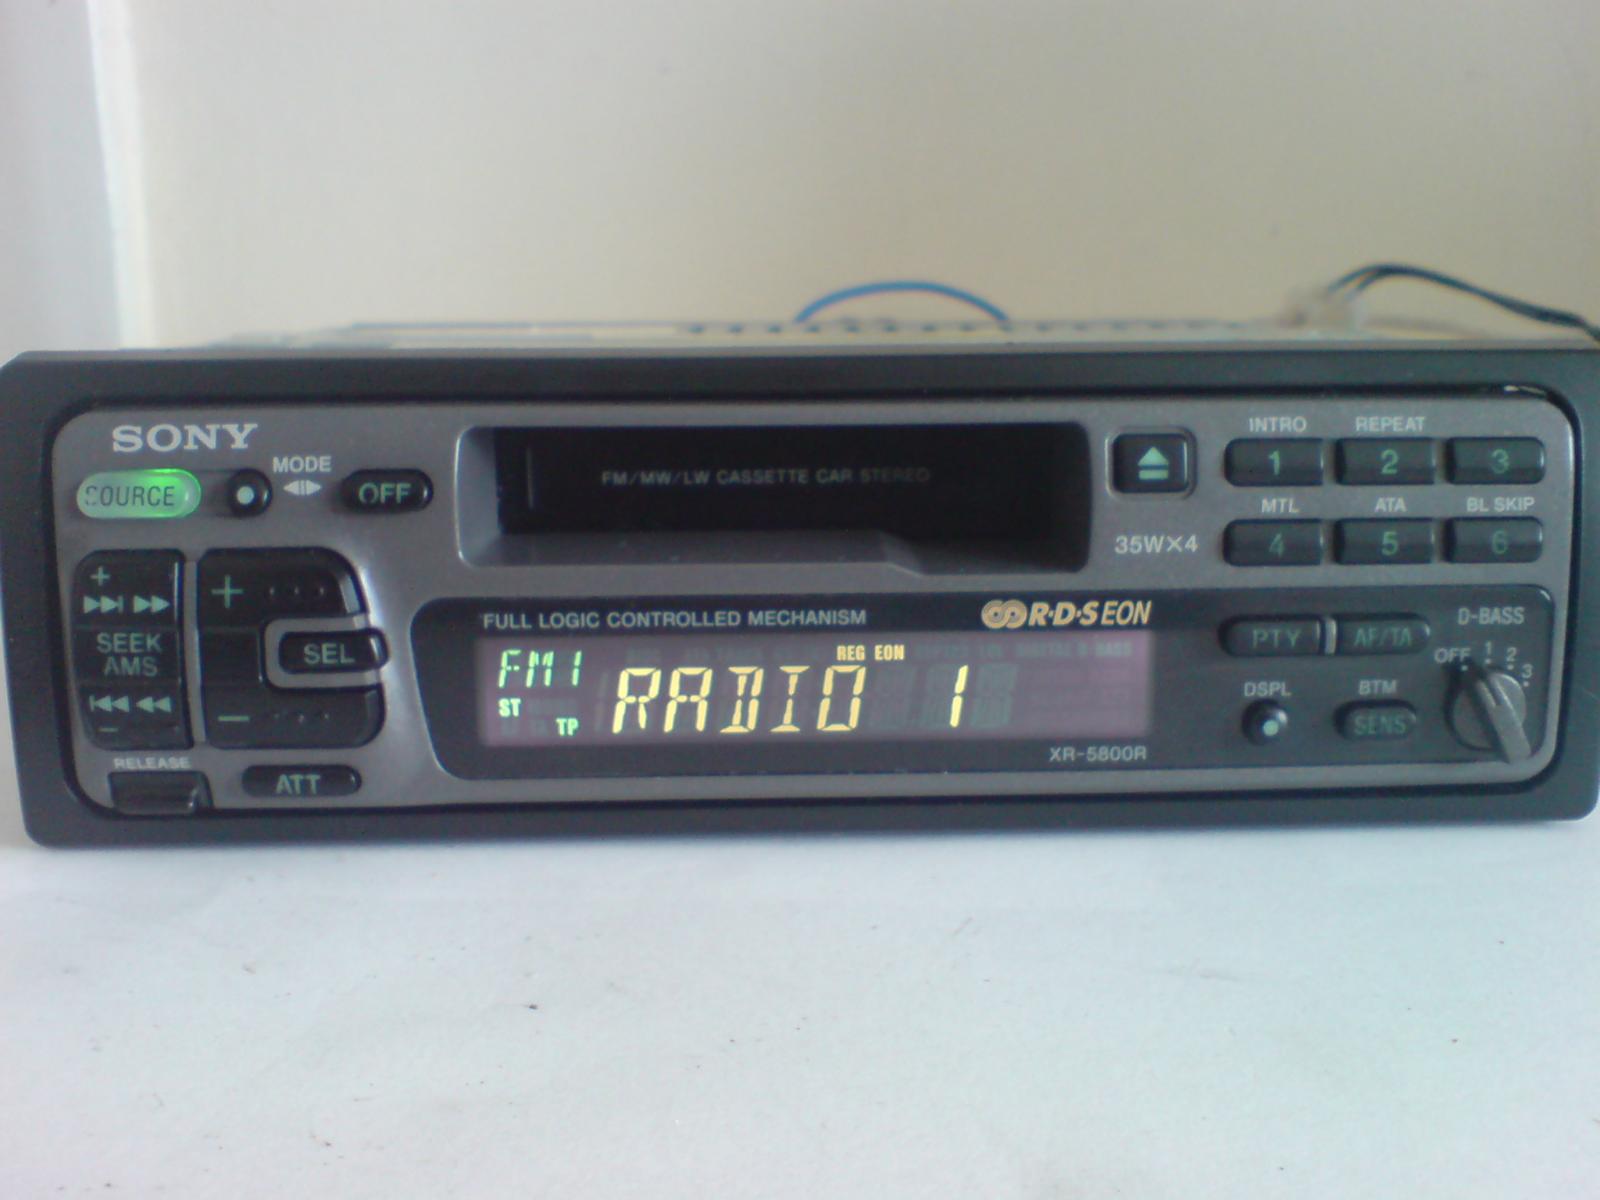 SONY
SOURCE
MODE
OFF
FM/MW/LW CASSETTE CAR STEREO
INTRO REPEAT
1 2 3
MTL ATA BL SKIP
4 5 6
35W×4
+
SEEK
AMS
−
+
SEL
−
RELEASE
ATT
FULL LOGIC CONTROLLED MECHANISM
R·D·S EON
FM1
REG EON
ST
TP
RADIO 1
XR-5800R
PTY AF/TA
D-BASS
OFF 1 2 3
DSPL BTM
SENS